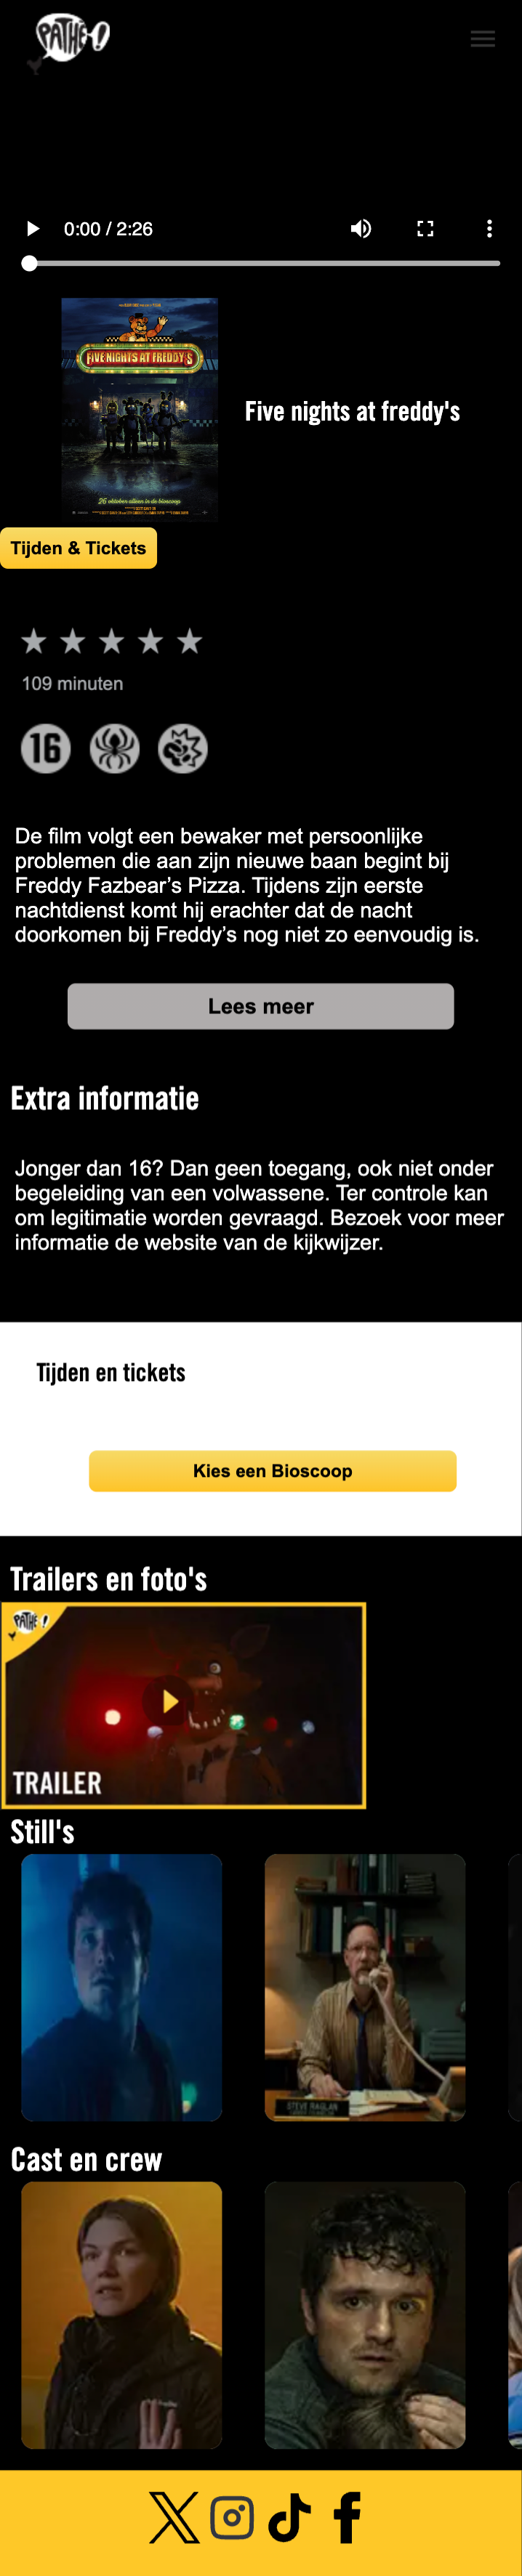 PATHE!
0:00 / 2:26
FIVE NIGHTS AT FREDDY'S
26 oktober alleen in de bioscoop
Five nights at freddy's
Tijden & Tickets
109 minuten
16
De film volgt een bewaker met persoonlijke
problemen die aan zijn nieuwe baan begint bij
Freddy Fazbear’s Pizza. Tijdens zijn eerste
nachtdienst komt hij erachter dat de nacht
doorkomen bij Freddy’s nog niet zo eenvoudig is.
Lees meer
Extra informatie
Jonger dan 16? Dan geen toegang, ook niet onder
begeleiding van een volwassene. Ter controle kan
om legitimatie worden gevraagd. Bezoek voor meer
informatie de website van de kijkwijzer.
Tijden en tickets
Kies een Bioscoop
Trailers en foto's
PATHE!
TRAILER
Still's
STEVE RAGLAN
Cast en crew